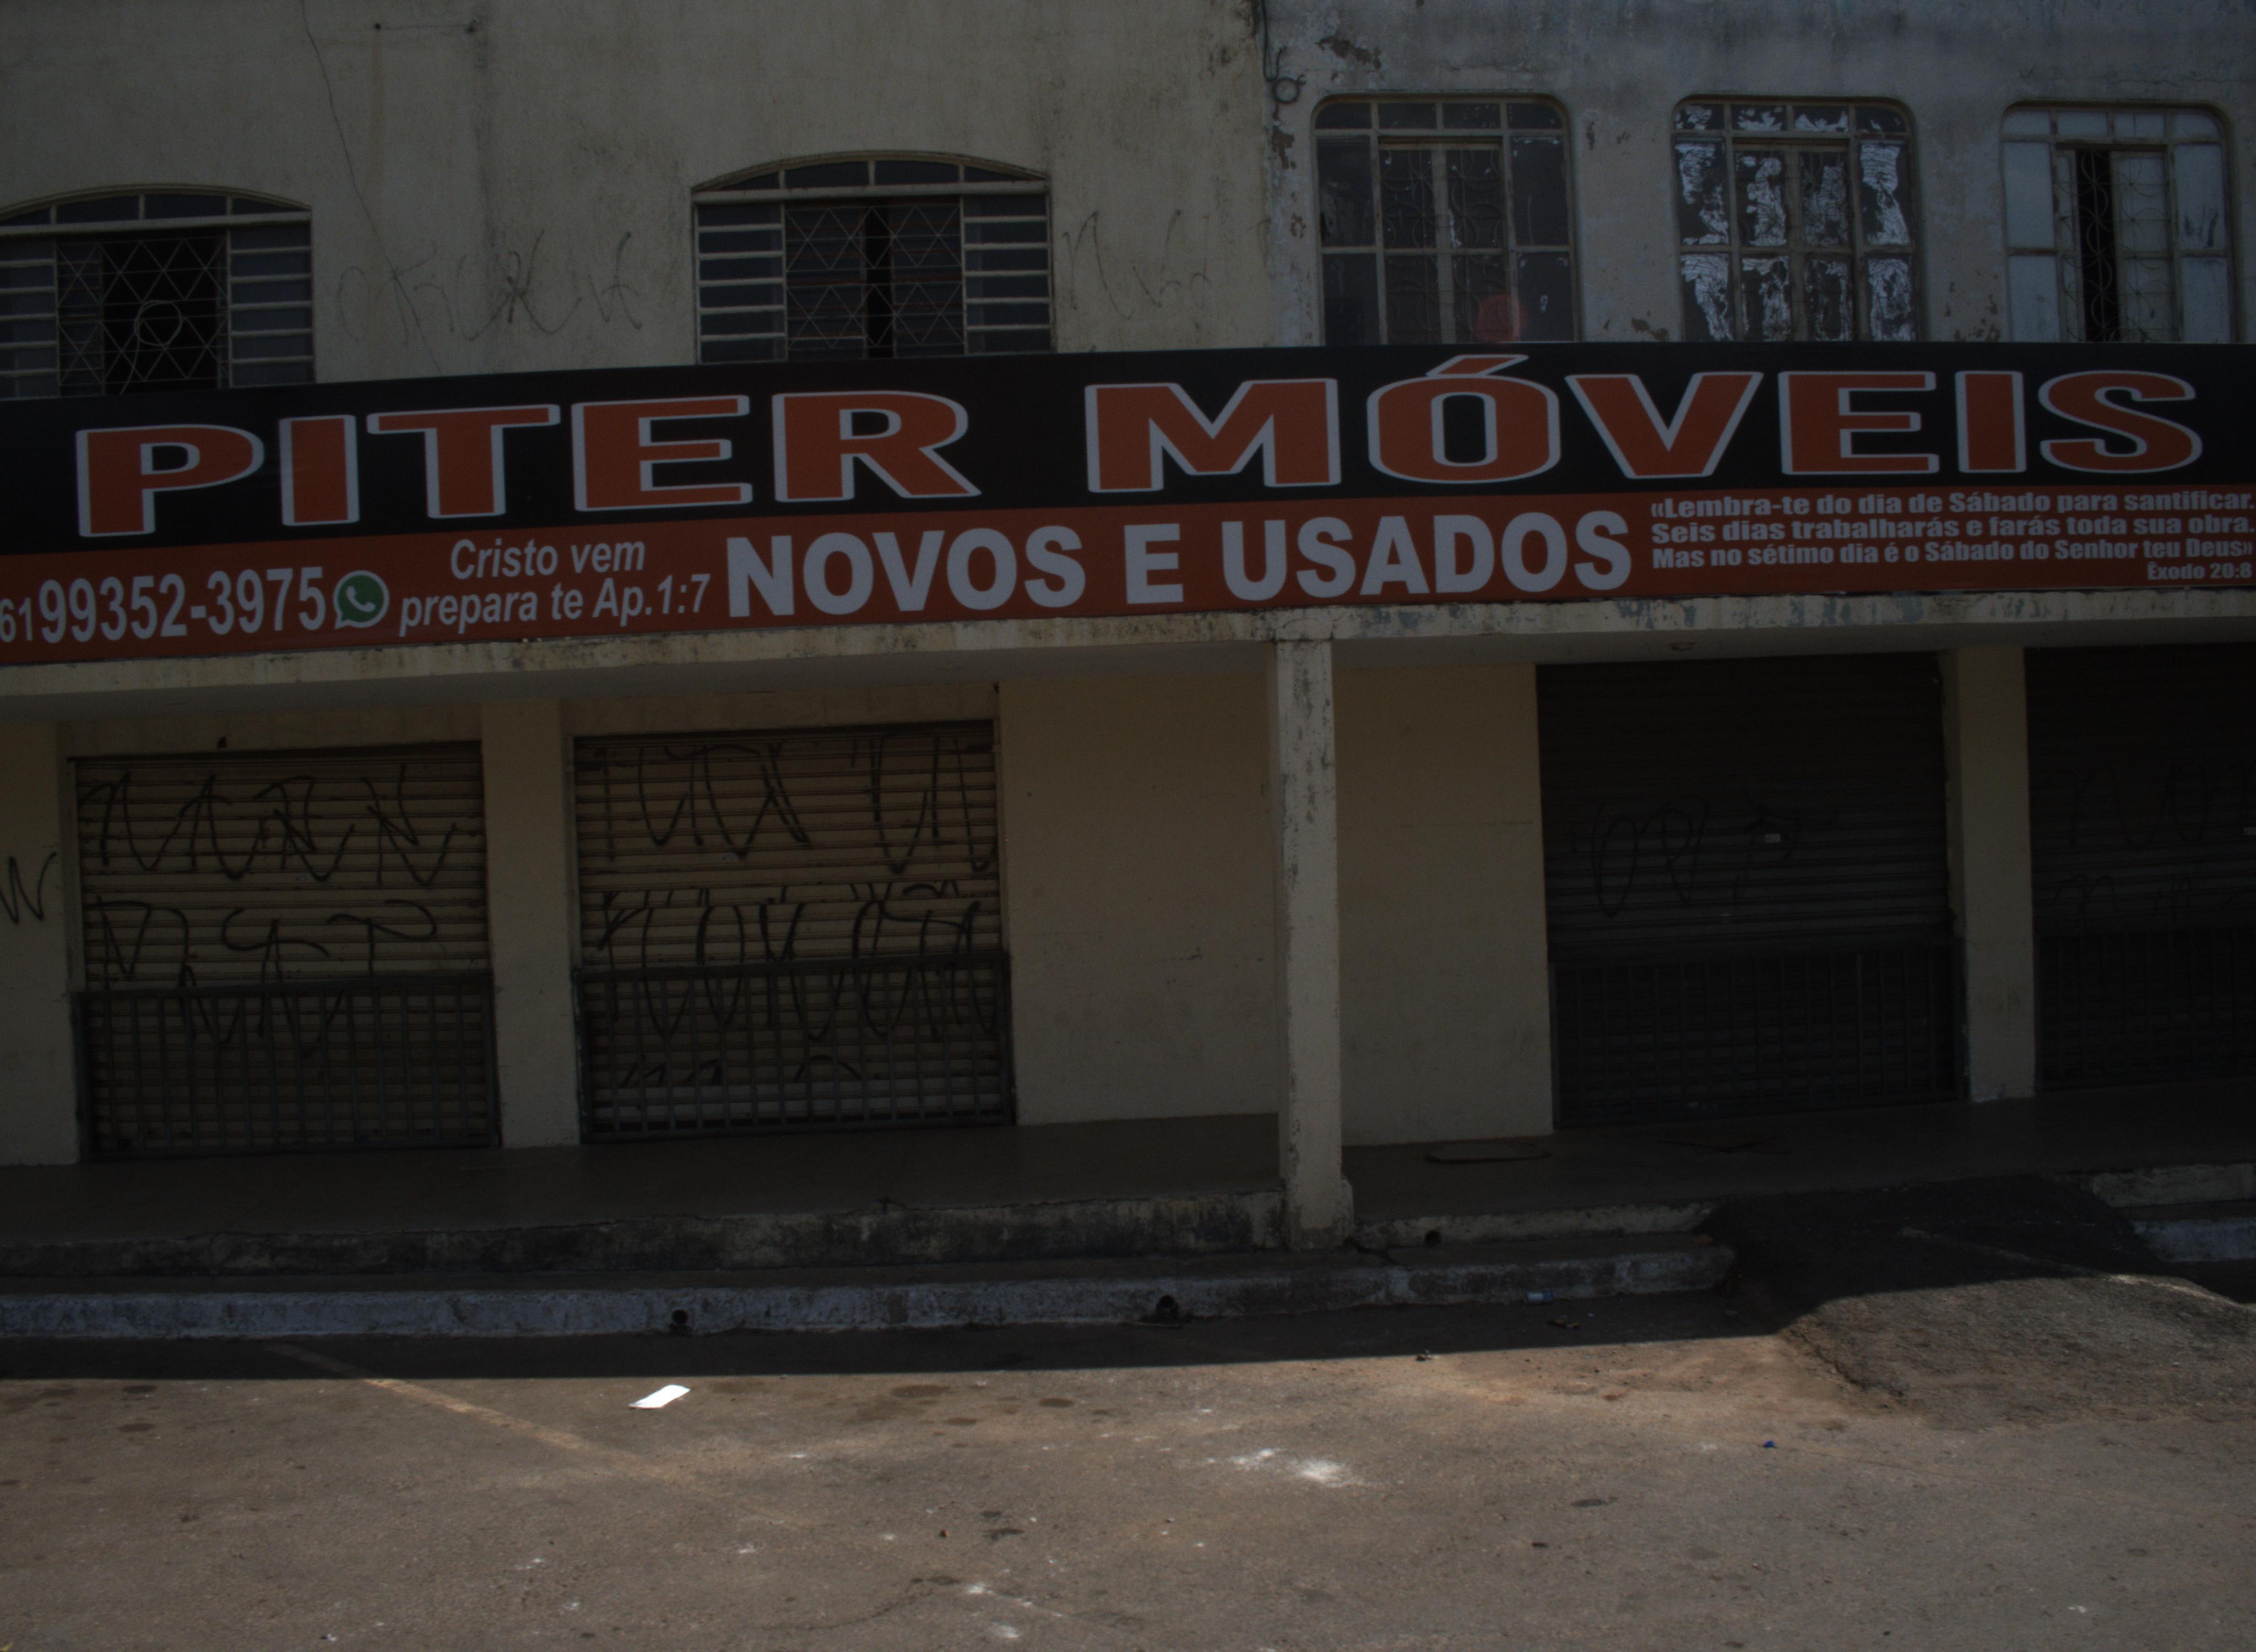 PITER MÓVEIS
61 99352-3975
Cristo vem
prepara te Ap.1:7
NOVOS E USADOS
«Lembra-te do dia de Sábado para santificar.
Seis dias trabalharás e farás toda sua obra.
Mas no sétimo dia é o Sábado do Senhor teu Deus»
Êxodo 20:8